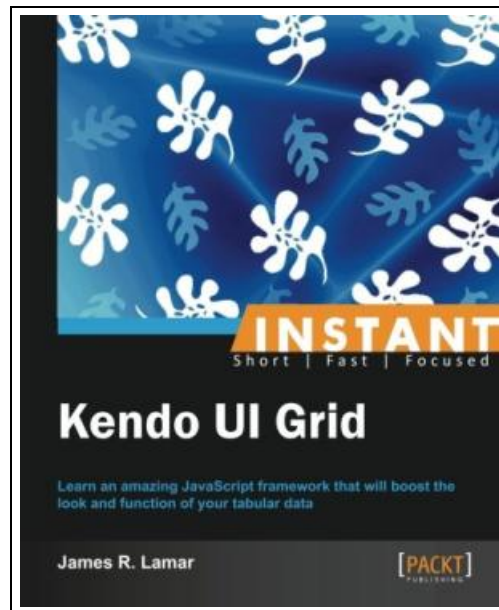 INSTANT
Short | Fast | Focused
Kendo UI Grid
Learn an amazing JavaScript framework that will boost the
look and function of your tabular data
James R. Lamar
[PACKT]
PUBLISHING